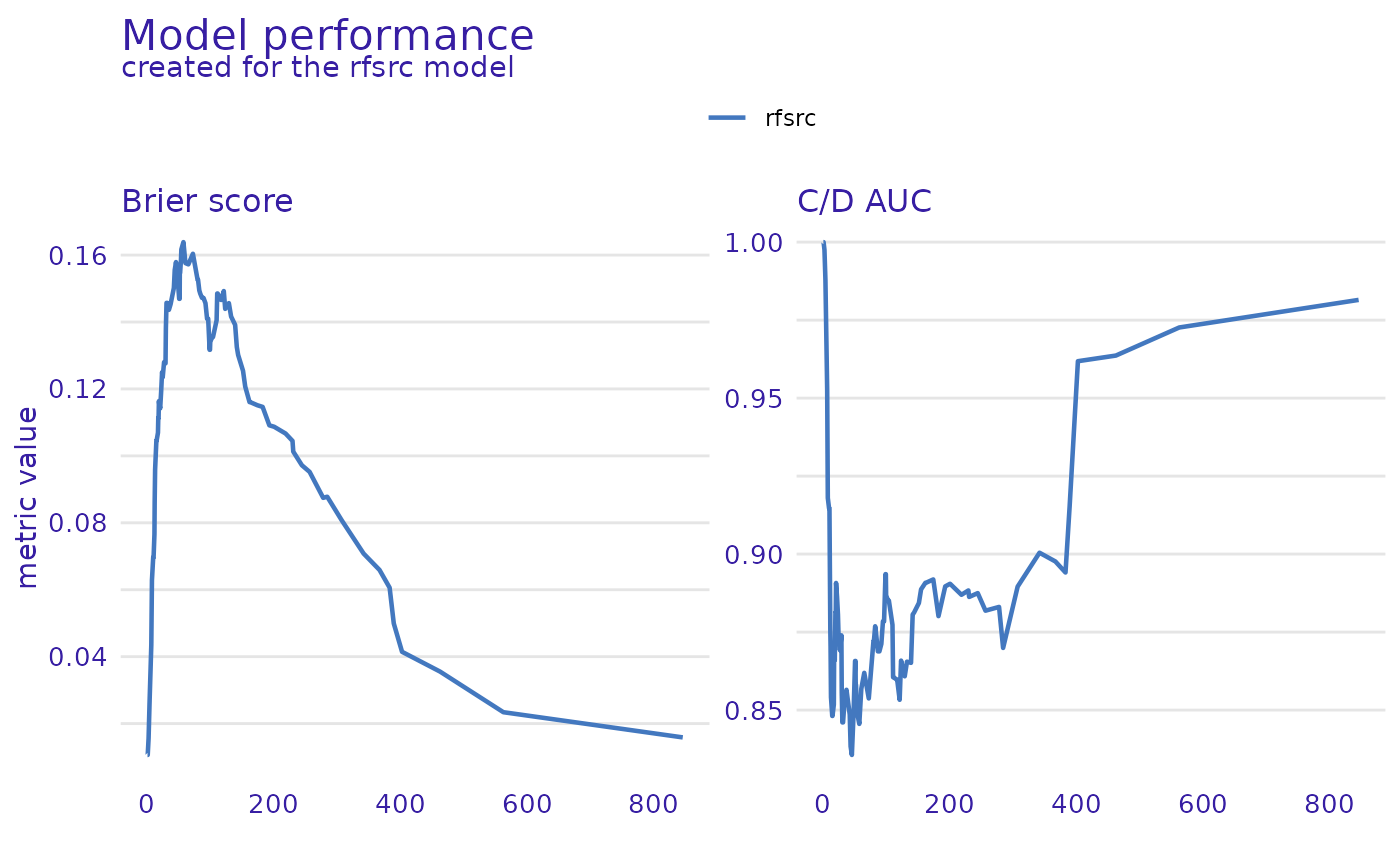 Model performance
created for the rfsrc model
rfsrc
Brier score
metric value
0.16
0.12
0.08
0.04
0 200 400 600 800
C/D AUC
1.00
0.95
0.90
0.85
0 200 400 600 800